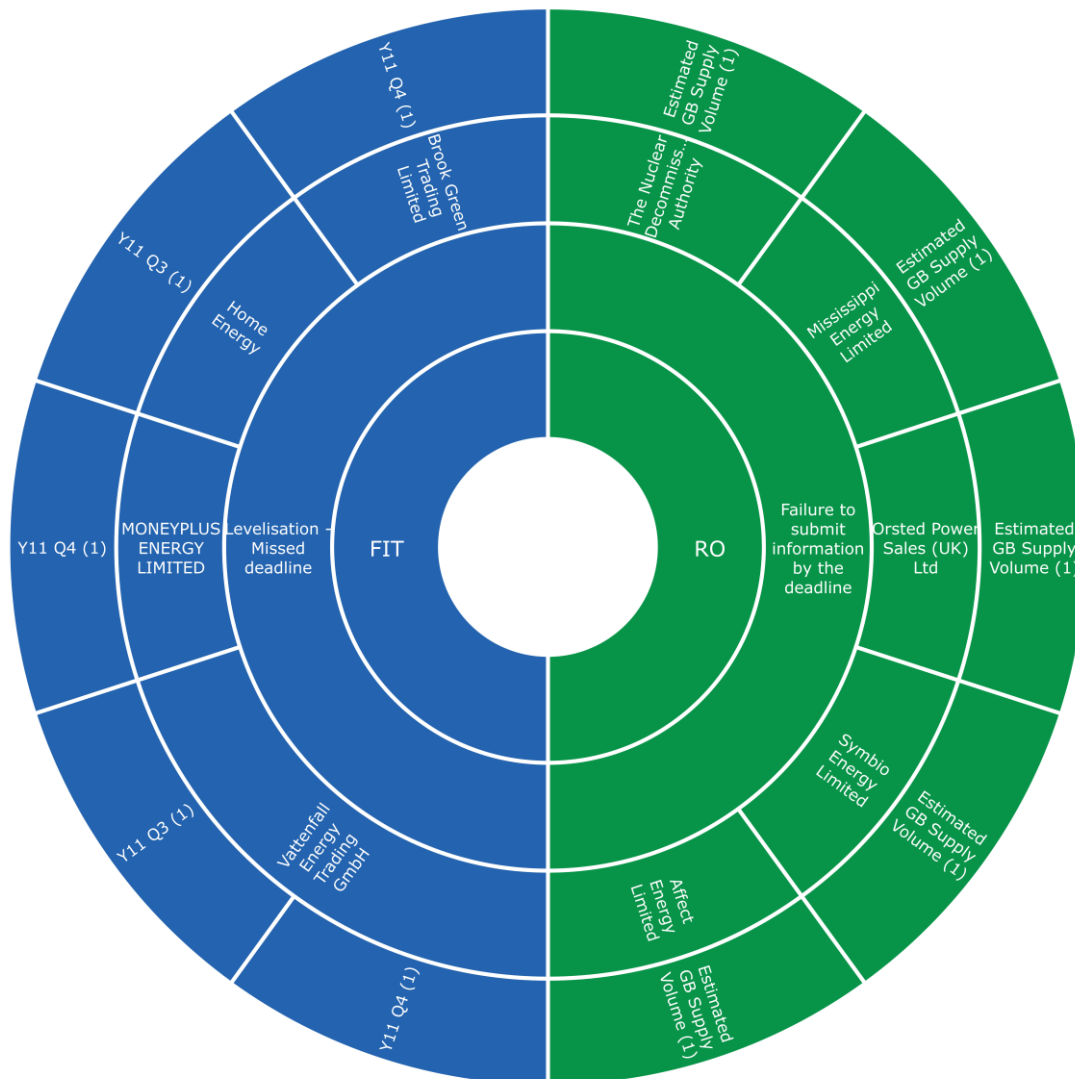 FIT
Levelisation -
Missed
deadline
Brook Green
Trading
Limited
Y11 Q4 (1)
Home
Energy
Y11 Q3 (1)
MONEYPLUS
ENERGY
LIMITED
Y11 Q4 (1)
Vattenfall
Energy
Trading
GmbH
Y11 Q3 (1)
Y11 Q4 (1)
RO
Failure to
submit
information
by the
deadline
The Nuclear
Decommiss...
Authority
Estimated
GB Supply
Volume (1)
Mississippi
Energy
Limited
Estimated
GB Supply
Volume (1)
Orsted Power
Sales (UK)
Ltd
Estimated
GB Supply
Volume (1)
Symbio
Energy
Limited
Estimated
GB Supply
Volume (1)
Affect
Energy
Limited
Estimated
GB Supply
Volume (1)